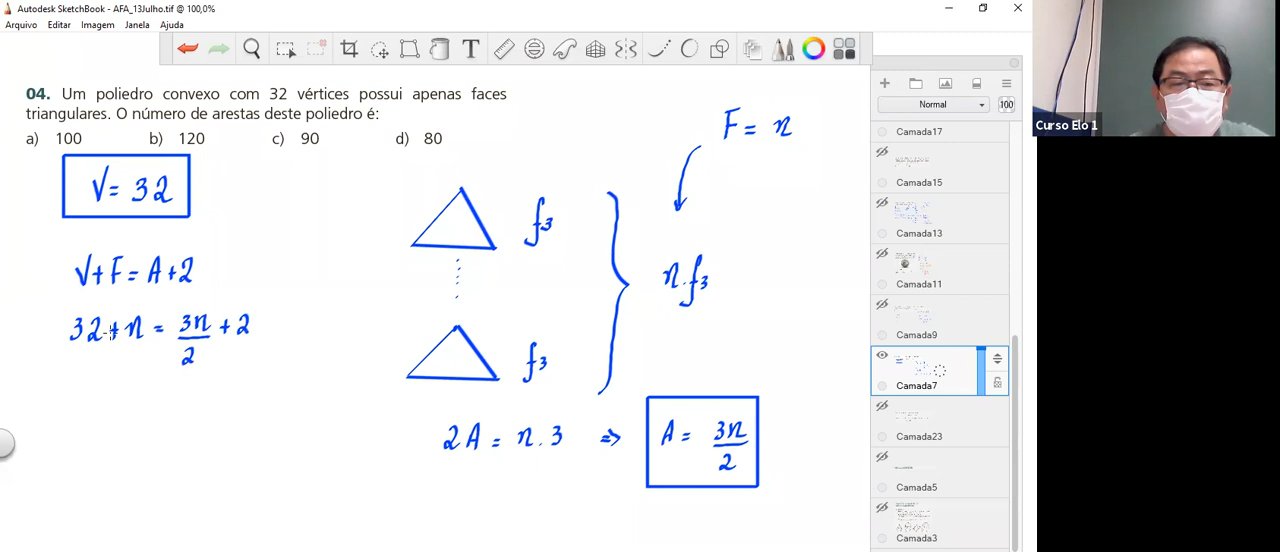 Autodesk SketchBook - AFA_13Julho.tif @ 100,0%
Arquivo Editar Imagem Janela Ajuda
T
04. Um poliedro convexo com 32 vértices possui apenas faces
triangulares. O número de arestas deste poliedro é:
a) 100 b) 120 c) 90 d) 80
V = 32
V + F = A + 2
32 + n = 3n/2 + 2
f3
f3
F = n
n.f3
2A = n.3 => A = 3n/2
Normal 100
Camada17
Camada15
Camada13
Camada11
Camada9
Camada7
Camada23
Camada5
Camada3
Curso Elo 1